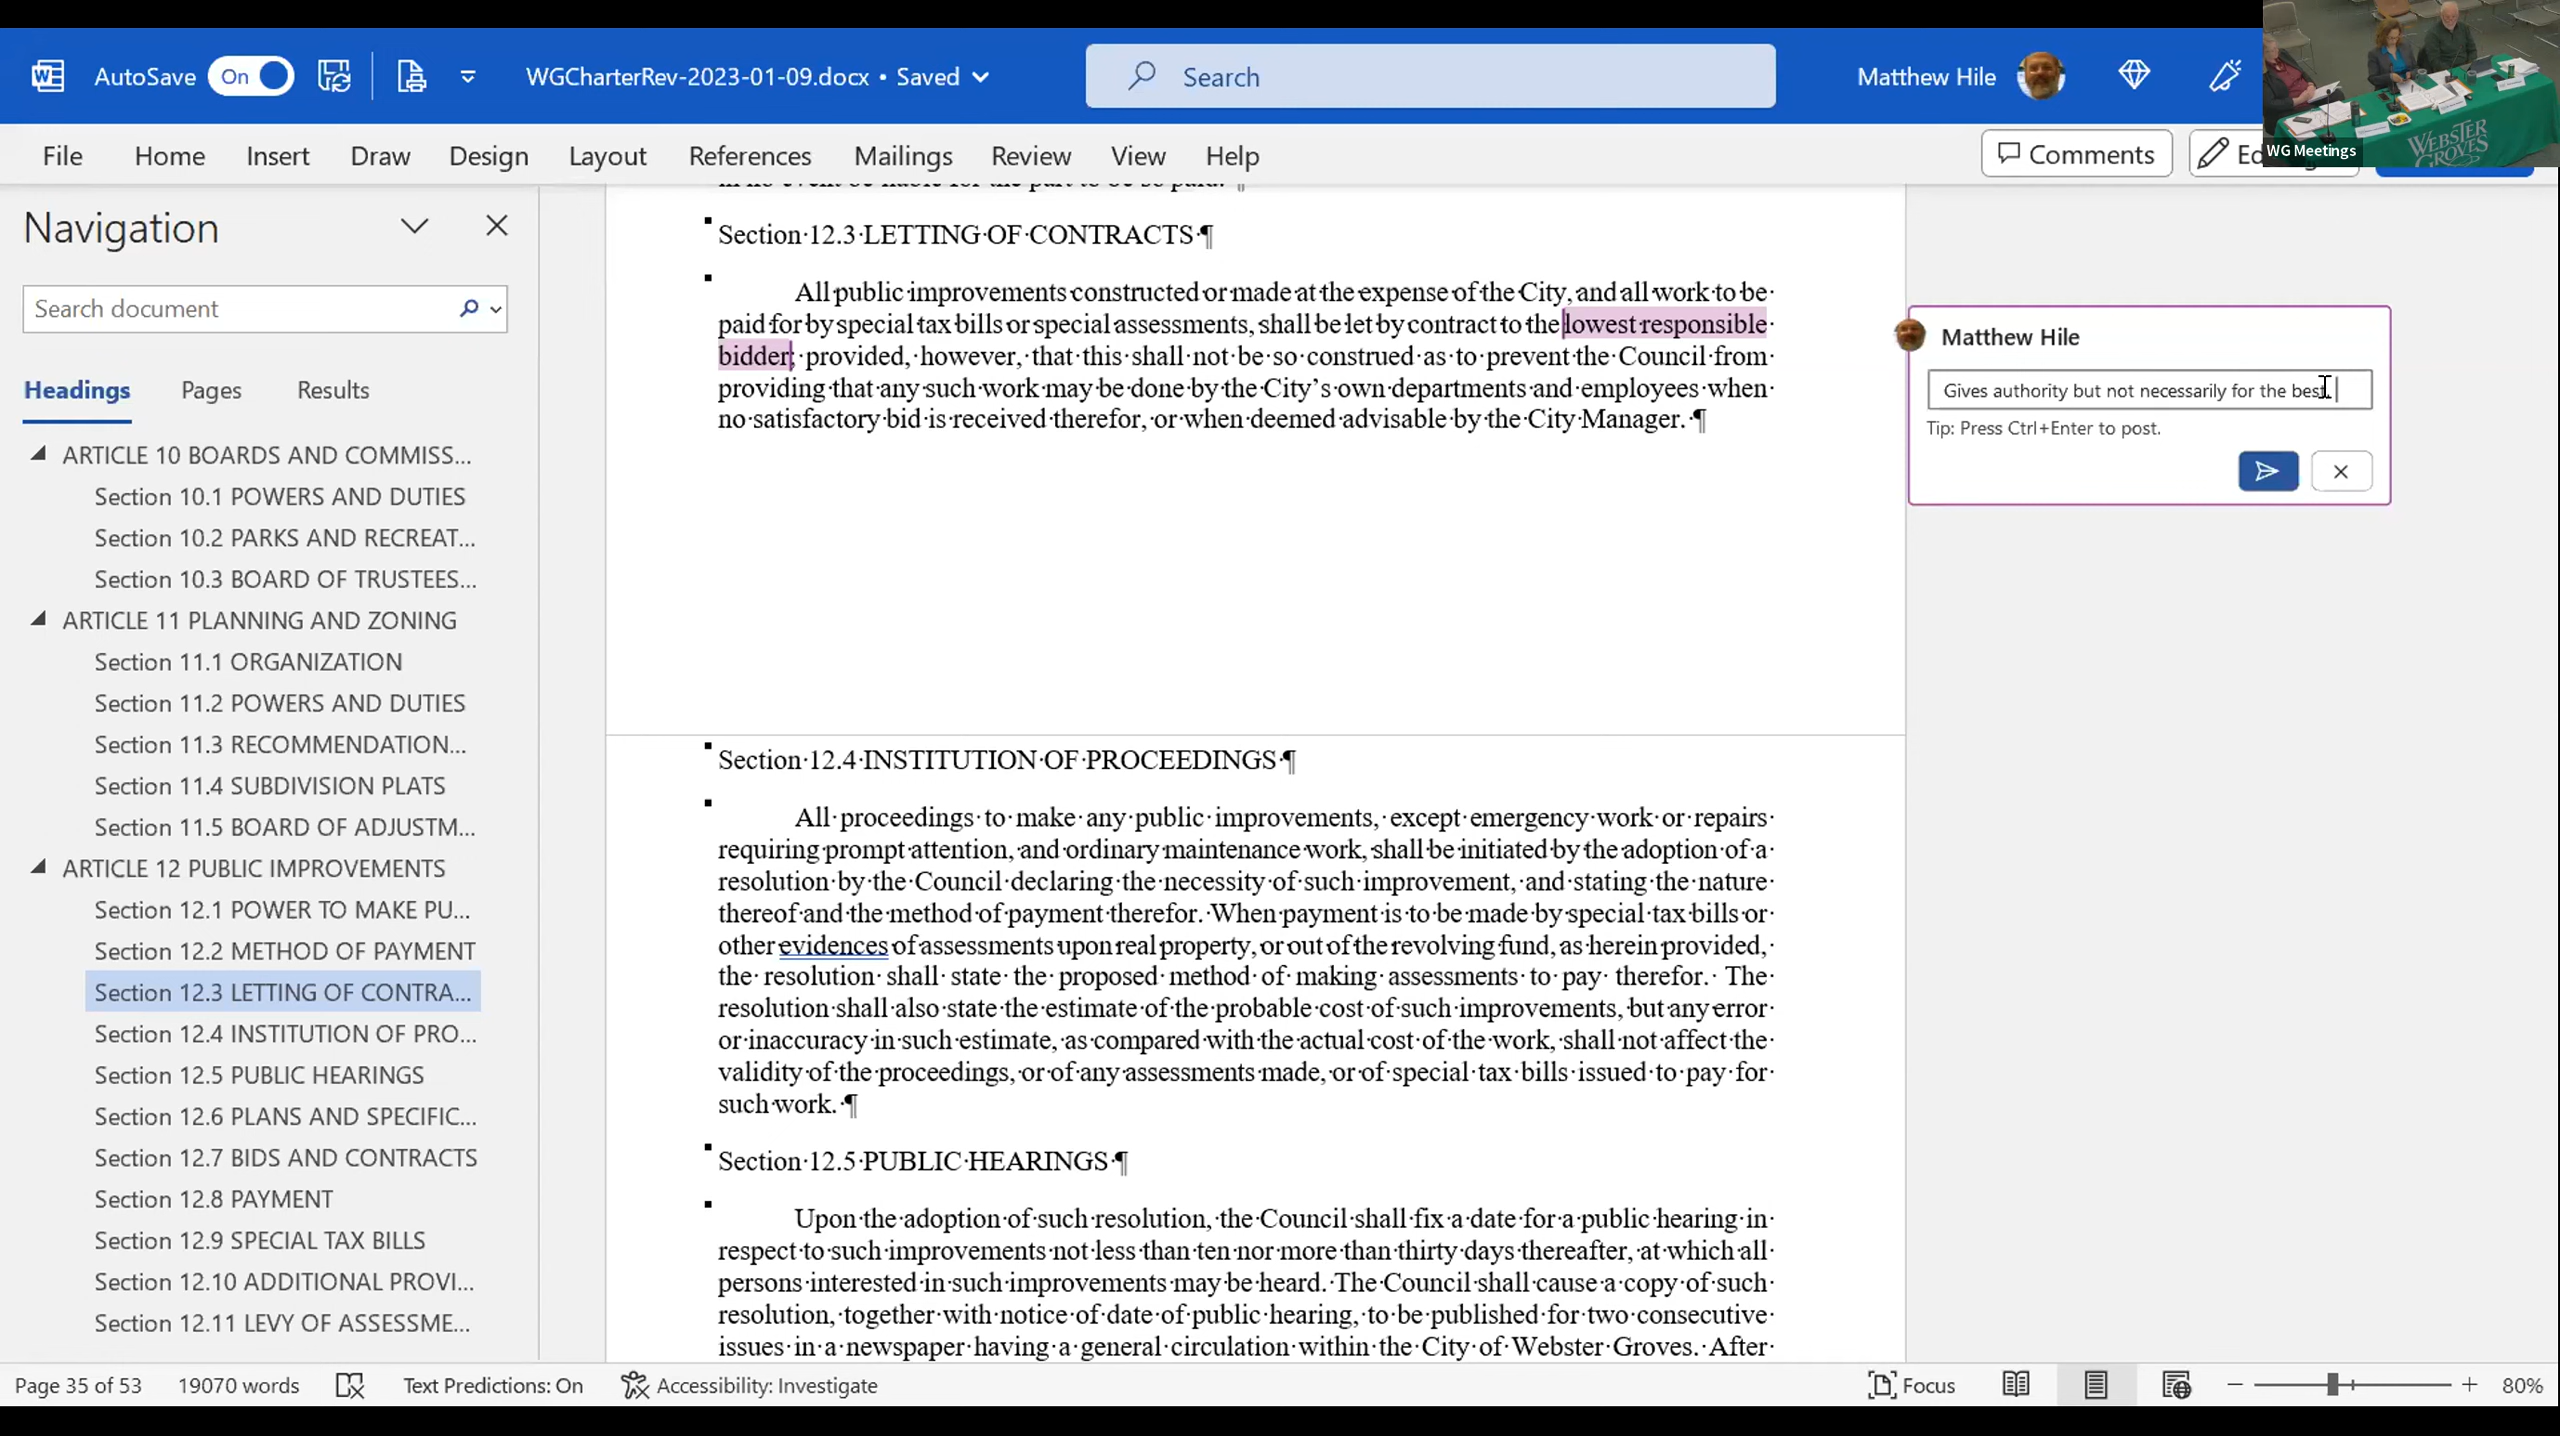 AutoSave On WGCharterRev-2023-01-09.docx • Saved Search Matthew Hile
WG Meetings
WEBSTER
GROVES
File Home Insert Draw Design Layout References Mailings Review View Help Comments
Navigation
Search document
Headings Pages Results
ARTICLE 10 BOARDS AND COMMISS...
Section 10.1 POWERS AND DUTIES
Section 10.2 PARKS AND RECREAT...
Section 10.3 BOARD OF TRUSTEES...
ARTICLE 11 PLANNING AND ZONING
Section 11.1 ORGANIZATION
Section 11.2 POWERS AND DUTIES
Section 11.3 RECOMMENDATION...
Section 11.4 SUBDIVISION PLATS
Section 11.5 BOARD OF ADJUSTM...
ARTICLE 12 PUBLIC IMPROVEMENTS
Section 12.1 POWER TO MAKE PU...
Section 12.2 METHOD OF PAYMENT
Section 12.3 LETTING OF CONTRA...
Section 12.4 INSTITUTION OF PRO...
Section 12.5 PUBLIC HEARINGS
Section 12.6 PLANS AND SPECIFIC...
Section 12.7 BIDS AND CONTRACTS
Section 12.8 PAYMENT
Section 12.9 SPECIAL TAX BILLS
Section 12.10 ADDITIONAL PROVI...
Section 12.11 LEVY OF ASSESSME...
in no event be liable for the part to be so paid. ¶
Section 12.3 LETTING OF CONTRACTS ¶
All public improvements constructed or made at the expense of the City, and all work to be
paid for by special tax bills or special assessments, shall be let by contract to the lowest responsible
bidder; provided, however, that this shall not be so construed as to prevent the Council from
providing that any such work may be done by the City's own departments and employees when
no satisfactory bid is received therefor, or when deemed advisable by the City Manager. ¶
Section 12.4 INSTITUTION OF PROCEEDINGS ¶
All proceedings to make any public improvements, except emergency work or repairs
requiring prompt attention, and ordinary maintenance work, shall be initiated by the adoption of a
resolution by the Council declaring the necessity of such improvement, and stating the nature
thereof and the method of payment therefor. When payment is to be made by special tax bills or
other evidences of assessments upon real property, or out of the revolving fund, as herein provided,
the resolution shall state the proposed method of making assessments to pay therefor. The
resolution shall also state the estimate of the probable cost of such improvements, but any error
or inaccuracy in such estimate, as compared with the actual cost of the work, shall not affect the
validity of the proceedings, or of any assessments made, or of special tax bills issued to pay for
such work. ¶
Section 12.5 PUBLIC HEARINGS ¶
Upon the adoption of such resolution, the Council shall fix a date for a public hearing in
respect to such improvements not less than ten nor more than thirty days thereafter, at which all
persons interested in such improvements may be heard. The Council shall cause a copy of such
resolution, together with notice of date of public hearing, to be published for two consecutive
issues in a newspaper having a general circulation within the City of Webster Groves. After
Matthew Hile
Gives authority but not necessarily for the best
Tip: Press Ctrl+Enter to post.
Page 35 of 53 19070 words Text Predictions: On Accessibility: Investigate Focus 80%